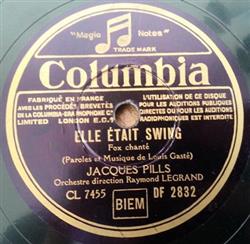 "Magic Notes"
TRADE MARK
Columbia
FABRIQUÉ EN FRANCE
AVEC LES PROCÉDÉS BREVETÉS
DE LA COLUMBIA GRAPHOPHONE Cº
LIMITED LONDON E.C.1
L'UTILISATION DE CE DISQUE
POUR LES AUDITIONS PUBLIQUES
DIRECTES OU POUR LES AUDITIONS
RADIOPHONIQUES EST INTERDITE
ELLE ÉTAIT SWING
Fox chanté
(Paroles et Musique de Louis Gasté)
JACQUES PILLS
Orchestre direction Raymond LEGRAND
CL 7455
BIEM
DF 2832